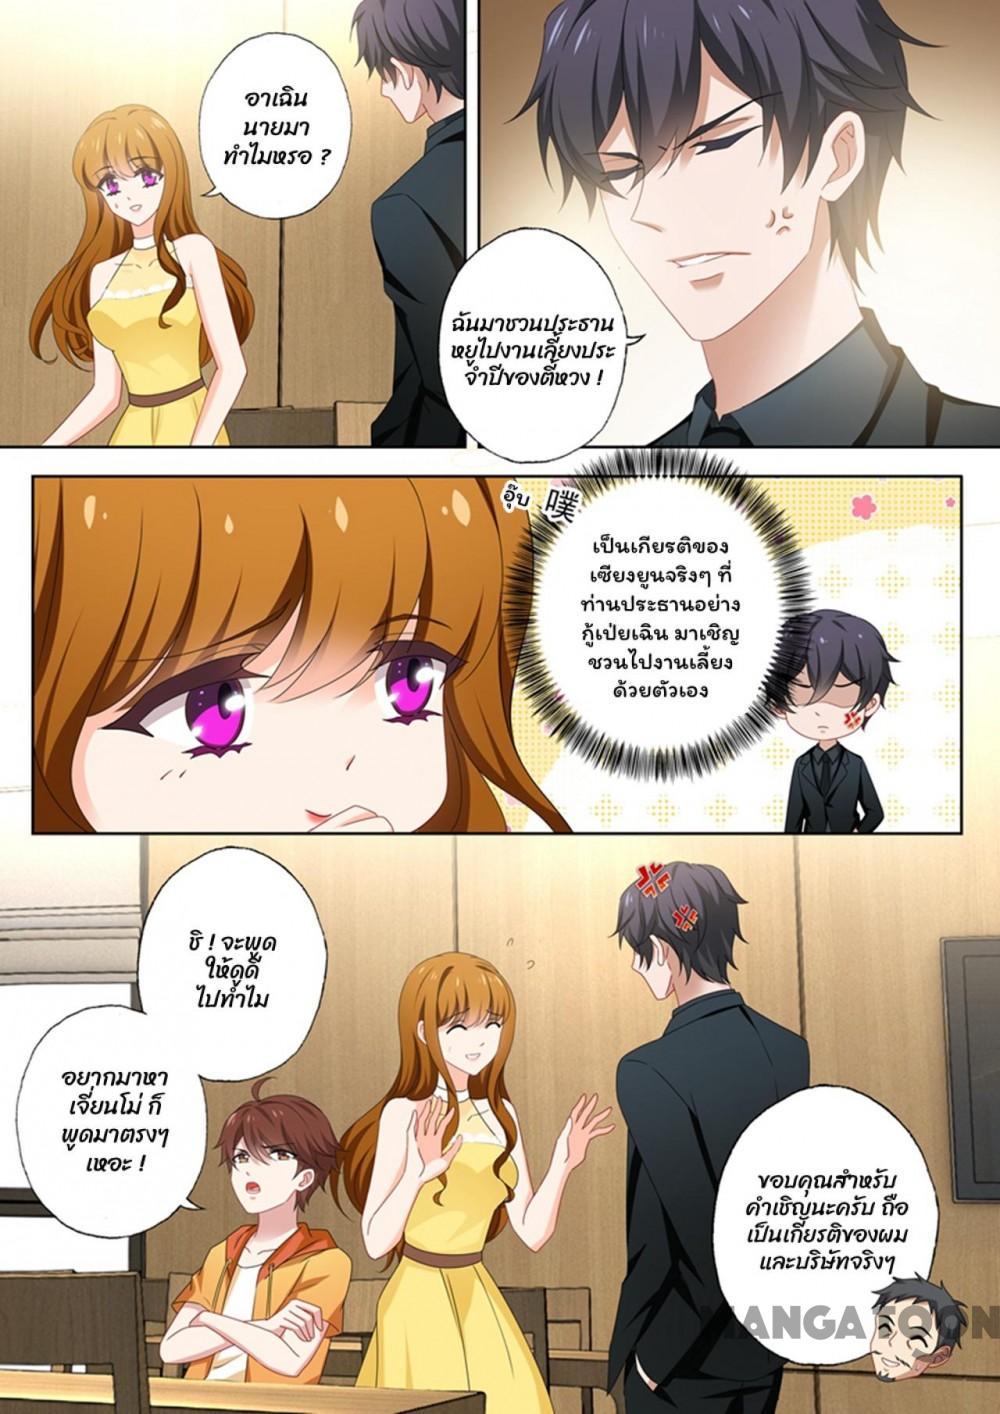 อาเฉิน
นายมา
ทำไมหรอ ?
ฉันมาชวนประธาน
หยูไปงานเลี้ยงประ
จำปีของตี้หวง !
อุ๊บ
噗
เป็นเกียรติของ
เซียงยูนจริงๆ ที่
ท่านประธานอย่าง
กู้เป่ยเฉิน มาเชิญ
ชวนไปงานเลี้ยง
ด้วยตัวเอง
ชิ ! จะพูด
ให้ดูดี
ไปทำไม
อยากมาหา
เจี่ยนโม่ ก็
พูดมาตรงๆ
เหอะ !
ขอบคุณสำหรับ
คำเชิญนะครับ ถือ
เป็นเกียรติของผม
และบริษัทจริงๆ
MANGATOON